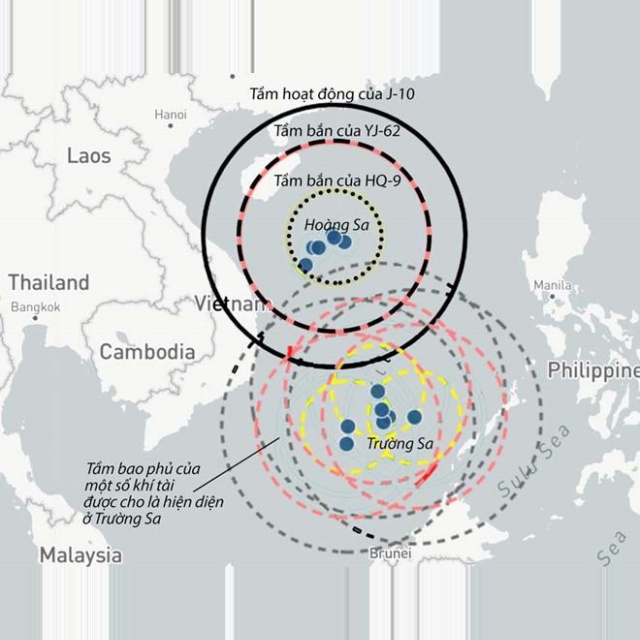 Tầm hoạt động của J-10
Hanoi
Tầm bắn của YJ-62
Laos
Tầm bắn của HQ-9
Hoàng Sa
Thailand
Manila
Bangkok
Vietnam
Cambodia
Philippine
Trường Sa
Sulu Sea
Tầm bao phủ của
một số khí tài
được cho là hiện diện
ở Trường Sa
Sea
Malaysia
Brunei